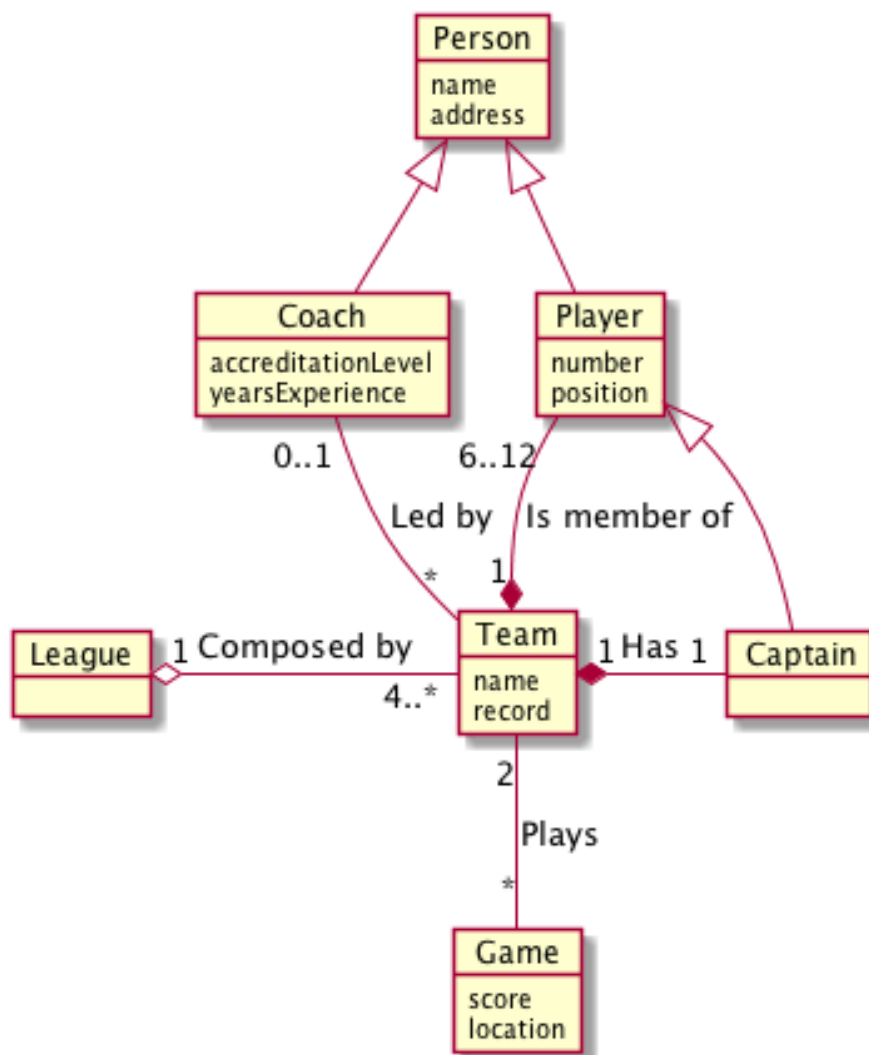 Person
name
address
Coach
accreditationLevel
yearsExperience
Player
number
position
0..1
6..12
Led by
Is member of
*
1
League
1 Composed by
4..*
Team
name
record
1 Has 1
Captain
2
Plays
*
Game
score
location